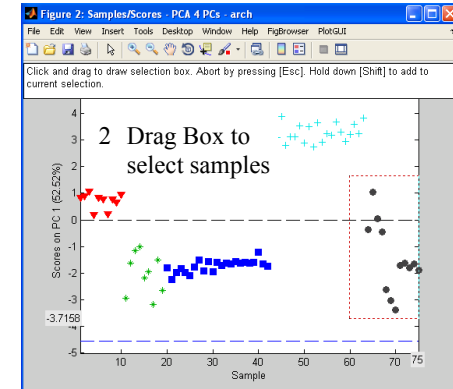 Figure 2: Samples/Scores - PCA 4 PCs - arch
File Edit View Insert Tools Desktop Window Help FigBrowser PlotGUI
Click and drag to draw selection box. Abort by pressing [Esc]. Hold down [Shift] to add to
current selection.
2 Drag Box to
select samples
Scores on PC 1 (52.52%)
4
3
2
1
0
-1
-2
-3
-3.7158
-4
-5
10 20 30 40 50 60 70 75
Sample